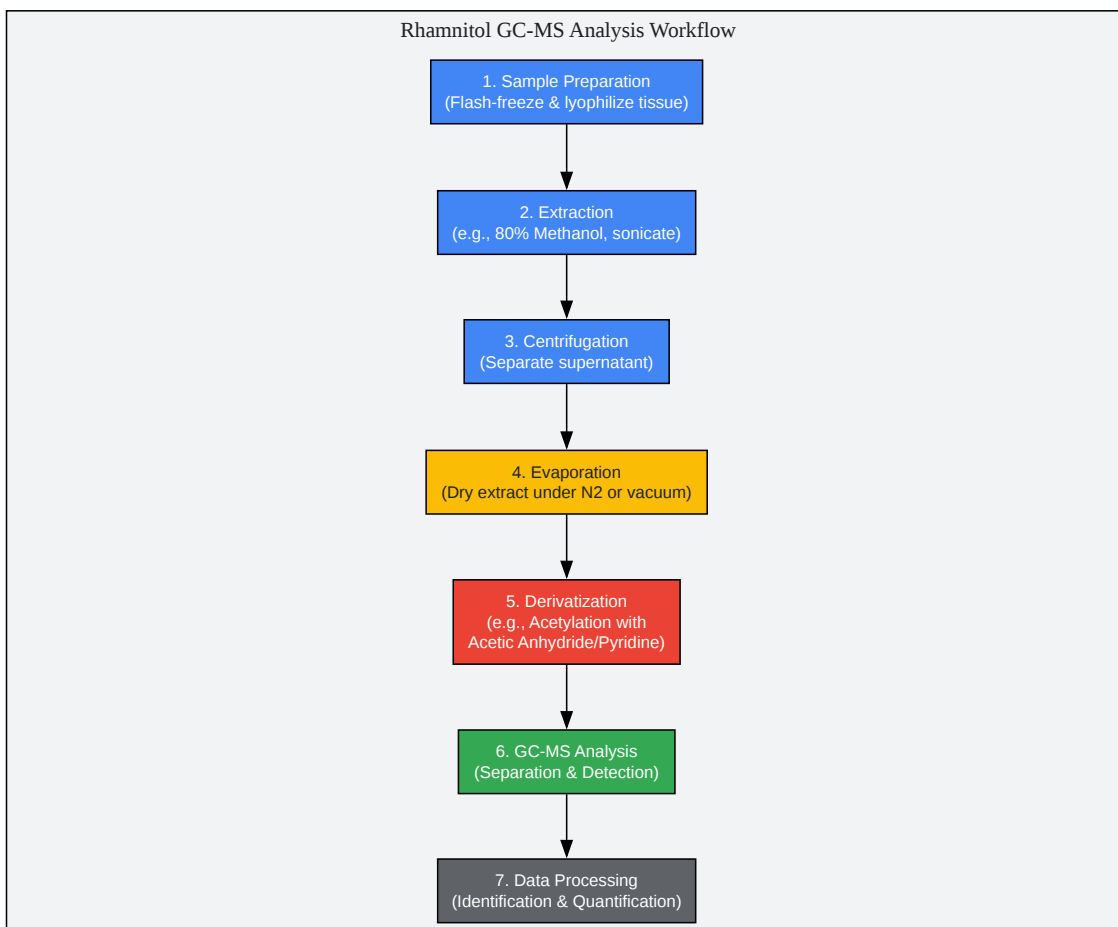 Rhamnitol GC-MS Analysis Workflow
1. Sample Preparation
(Flash-freeze & lyophilize tissue)
2. Extraction
(e.g., 80% Methanol, sonicate)
3. Centrifugation
(Separate supernatant)
4. Evaporation
(Dry extract under N2 or vacuum)
5. Derivatization
(e.g., Acetylation with
Acetic Anhydride/Pyridine)
6. GC-MS Analysis
(Separation & Detection)
7. Data Processing
(Identification & Quantification)